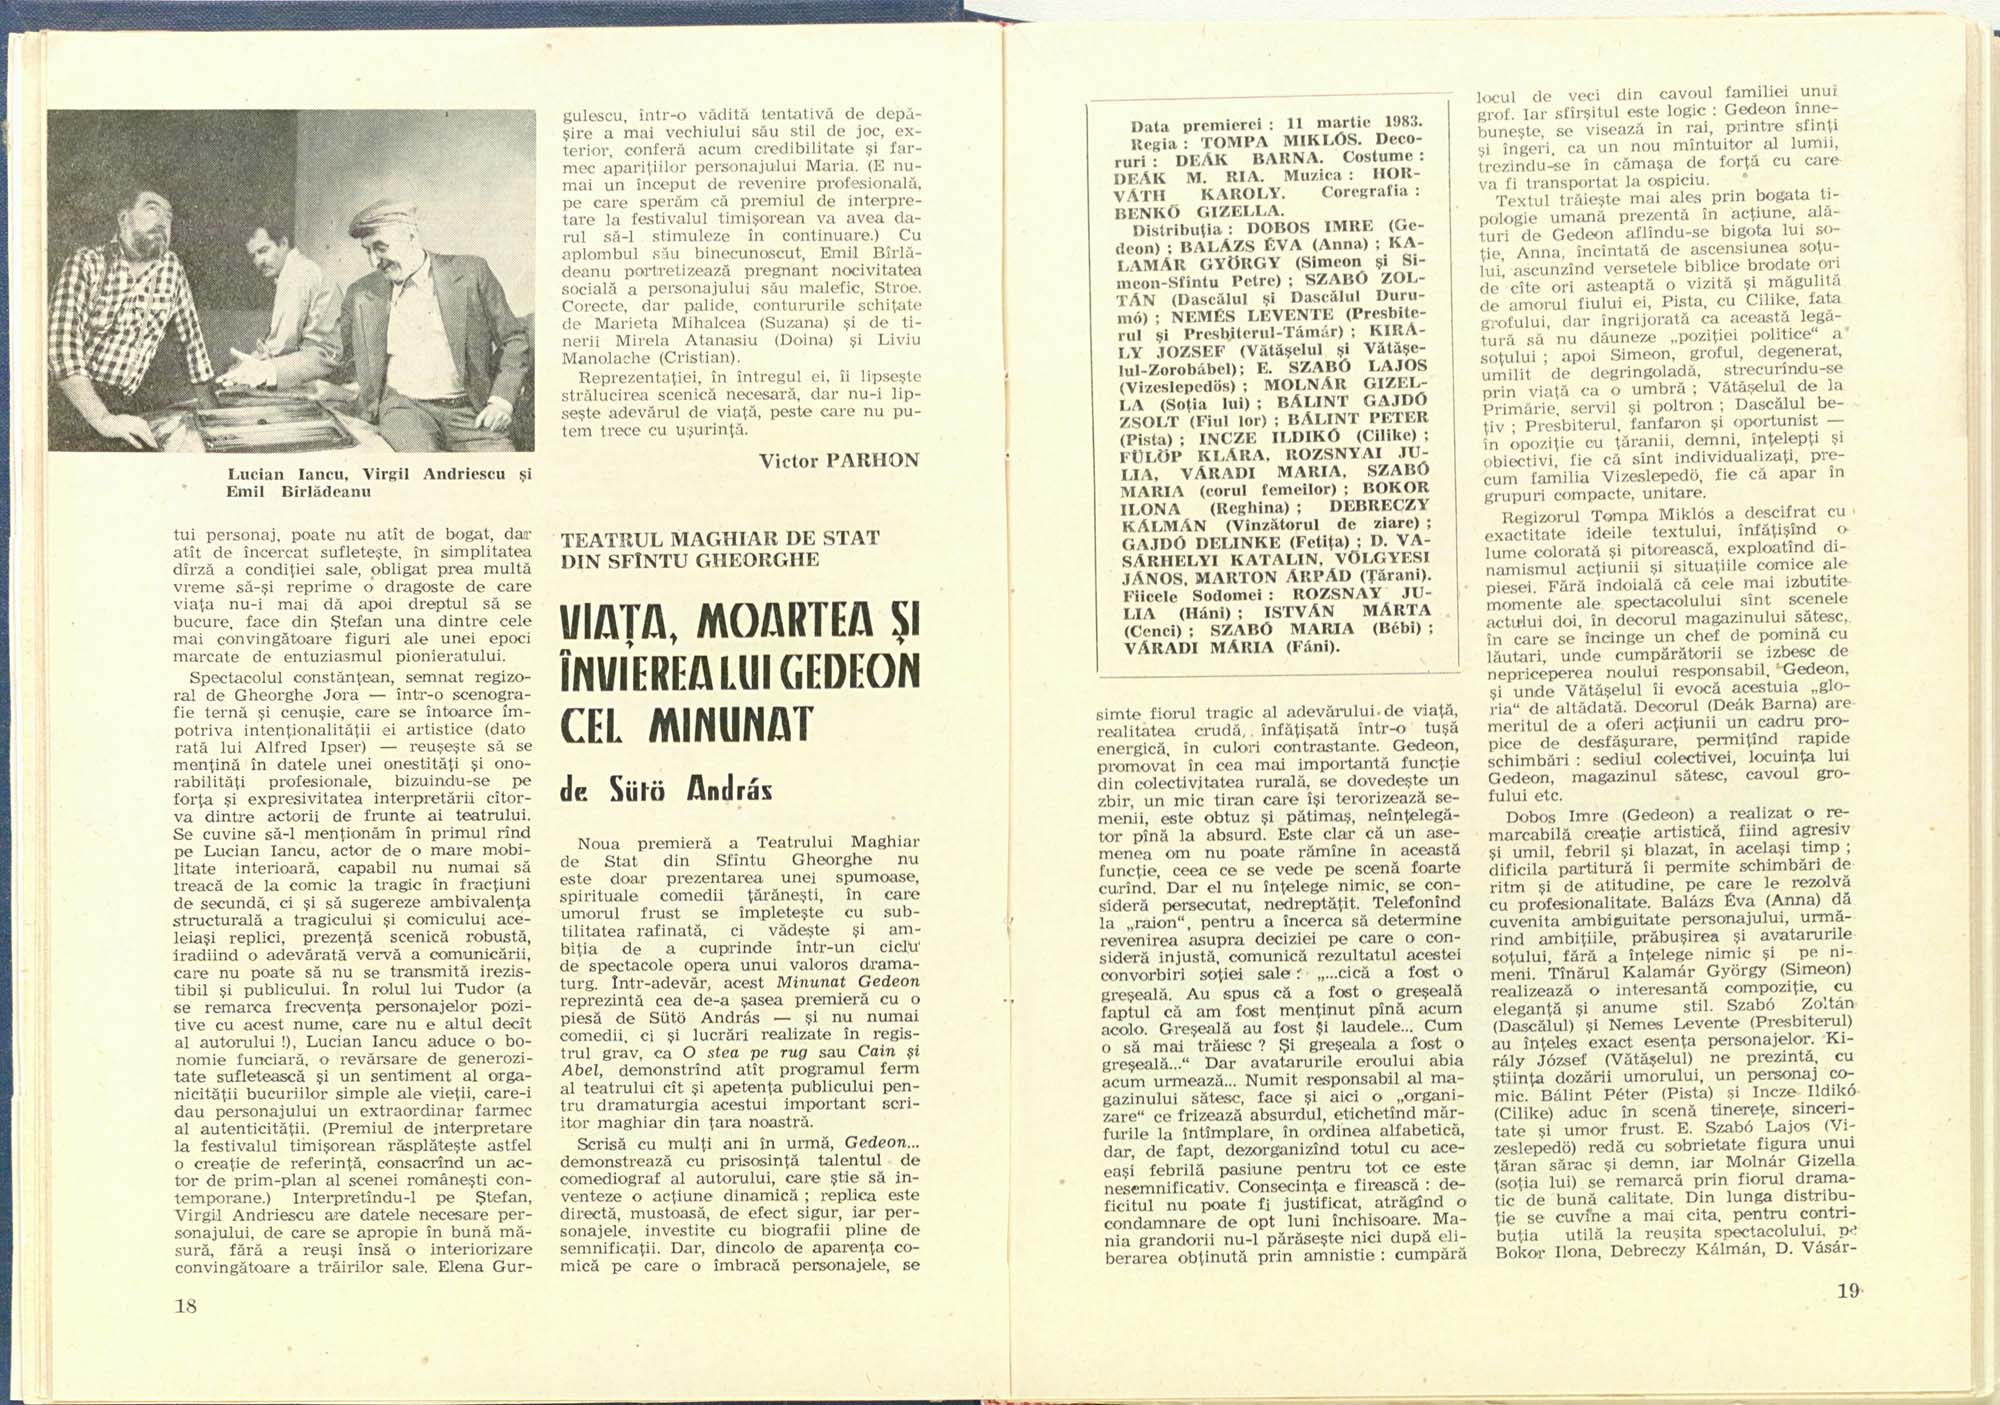 Lucian Iancu, Virgil Andriescu și
Emil Bîrlădeanu
tui personaj, poate nu atît de bogat, dar
atît de încercat sufletește, în simplitatea
dîrză a condiției sale, obligat prea multă
vreme să-și reprime o dragoste de care
viața nu-i mai dă apoi dreptul să se
bucure, face din Ștefan una dintre cele
mai convingătoare figuri ale unei epoci
marcate de entuziasmul pionieratului.
Spectacolul constănțean, semnat regizo-
ral de Gheorghe Jora — într-o scenogra-
fie ternă și cenușie, care se întoarce îm-
potriva intenționalității ei artistice (dato
rată lui Alfred Ipser) — reușește să se
mențină în datele unei onestități și ono-
rabilități profesionale, bizuindu-se pe
forța și expresivitatea interpretării cîtor-
va dintre actorii de frunte ai teatrului.
Se cuvine să-l menționăm în primul rînd
pe Lucian Iancu, actor de o mare mobi-
litate interioară, capabil nu numai să
treacă de la comic la tragic în fracțiuni
de secundă, ci și să sugereze ambivalența
structurală a tragicului și comicului ace-
leiași replici, prezență scenică robustă,
iradiind o adevărată vervă a comunicării,
care nu poate să nu se transmită irezis-
tibil și publicului. În rolul lui Tudor (a
se remarca frecvența personajelor pozi-
tive cu acest nume, care nu e altul decît
al autorului !), Lucian Iancu aduce o bo-
nomie funciară, o revărsare de generozi-
tate sufletească și un sentiment al orga-
nicității bucuriilor simple ale vieții, care-i
dau personajului un extraordinar farmec
al autenticității. (Premiul de interpretare
la festivalul timișorean răsplătește astfel
o creație de referință, consacrînd un ac-
tor de prim-plan al scenei românești con-
temporane.) Interpretîndu-l pe Ștefan,
Virgil Andriescu are datele necesare per-
sonajului, de care se apropie în bună mă-
sură, fără a reuși însă o interiorizare
convingătoare a trăirilor sale. Elena Gur-
18
gulescu, într-o vădită tentativă de depă-
șire a mai vechiului său stil de joc, ex-
terior, conferă acum credibilitate și far-
mec aparițiilor personajului Maria. (E nu-
mai un început de revenire profesională,
pe care sperăm că premiul de interpre-
tare la festivalul timișorean va avea da-
rul să-l stimuleze în continuare.) Cu
aplombul său binecunoscut, Emil Bîrlă-
deanu portretizează pregnant nocivitatea
socială a personajului său malefic, Stroe.
Corecte, dar palide, contururile schițate
de Marieta Mihalcea (Suzana) și de ti-
nerii Mirela Atanasiu (Doina) și Liviu
Manolache (Cristian).
Reprezentației, în întregul ei, îi lipsește
strălucirea scenică necesară, dar nu-i lip-
sește adevărul de viață, peste care nu pu-
tem trece cu ușurință.
Victor PARHON
TEATRUL MAGHIAR DE STAT
DIN SFÎNTU GHEORGHE
VIAȚA, MOARTEA ȘI
ÎNVIEREA LUI GEDEON
CEL MINUNAT
de Sütö András
Noua premieră a Teatrului Maghiar
de Stat din Sfîntu Gheorghe nu
este doar prezentarea unei spumoase,
spirituale comedii țărănești, în care
umorul frust se împletește cu sub-
tilitatea rafinată, ci vădește și am-
biția de a cuprinde într-un ciclu
de spectacole opera unui valoros drama-
turg. Într-adevăr, acest Minunat Gedeon
reprezintă cea de-a șasea premieră cu o
piesă de Sütö András — și nu numai
comedii, ci și lucrări realizate în regis-
trul grav, ca O stea pe rug sau Cain și
Abel, demonstrînd atît programul ferm
al teatrului cît și apetența publicului pen-
tru dramaturgia acestui important scri-
itor maghiar din țara noastră.
Scrisă cu mulți ani în urmă, Gedeon...
demonstrează cu prisosință talentul de
comediograf al autorului, care știe să in-
venteze o acțiune dinamică ; replica este
directă, mustoasă, de efect sigur, iar per-
sonajele, investite cu biografii pline de
semnificații. Dar, dincolo de aparența co-
mică pe care o îmbracă personajele, se
Data premierei : 11 martie 1983.
Regia : TOMPA MIKLÓS. Deco-
ruri : DEÁK BARNA. Costume :
DEÁK M. RIA. Muzica : HOR-
VÁTH KAROLY. Coregrafia :
BENKŐ GIZELLA.
Distribuția : DOBOS IMRE (Ge-
deon) ; BALÁZS ÉVA (Anna) ; KA-
LAMÁR GYÖRGY (Simeon și Si-
meon-Sfîntu Petre) ; SZABÓ ZOL-
TÁN (Dascălul și Dascălul Duru-
mó) ; NEMÉS LEVENTE (Presbite-
rul și Presbiterul-Támár) ; KIRÁ-
LY JOZSEF (Vătășelul și Vătășe-
lul-Zorobábel); E. SZABÓ LAJOS
(Vizeslepedös) ; MOLNÁR GIZEL-
LA (Soția lui) ; BÁLINT GAJDÓ
ZSOLT (Fiul lor) ; BÁLINT PETER
(Pista) ; INCZE ILDIKÓ (Cilike) ;
FÜLÖP KLÁRA, ROZSNYAI JU-
LIA, VÁRADI MARIA, SZABÓ
MARIA (corul femeilor) ; BOKOR
ILONA (Reghina) ; DEBRECZY
KÁLMÁN (Vînzătorul de ziare) ;
GAJDÓ DELINKE (Fetița) ; D. VA-
SÁRHELYI KATALIN, VÖLGYESI
JÁNOS, MARTON ÁRPÁD (Țărani).
Fiicele Sodomei : ROZSNAY JU-
LIA (Háni) ; ISTVÁN MÁRTA
(Cenci) ; SZABÓ MARIA (Bébi) ;
VÁRADI MÁRIA (Fáni).
simte fiorul tragic al adevărului de viață,
realitatea crudă, înfățișată într-o tușă
energică, în culori contrastante. Gedeon,
promovat în cea mai importantă funcție
din colectivitatea rurală, se dovedește un
zbir, un mic tiran care își terorizează se-
menii, este obtuz și pătimaș, neînțelegă-
tor pînă la absurd. Este clar că un ase-
menea om nu poate rămîne în această
funcție, ceea ce se vede pe scenă foarte
curînd. Dar el nu înțelege nimic, se con-
sideră persecutat, nedreptățit. Telefonînd
la „raion“, pentru a încerca să determine
revenirea asupra deciziei pe care o con-
sideră injustă, comunică rezultatul acestei
convorbiri soției sale : „...cică a fost o
greșeală. Au spus că a fost o greșeală
faptul că am fost menținut pînă acum
acolo. Greșeală au fost și laudele... Cum
o să mai trăiesc ? Și greșeala a fost o
greșeală...“ Dar avatarurile eroului abia
acum urmează... Numit responsabil al ma-
gazinului sătesc, face și aici o „organi-
zare“ ce frizează absurdul, etichetînd măr-
furile la întîmplare, în ordinea alfabetică,
dar, de fapt, dezorganizînd totul cu ace-
eași febrilă pasiune pentru tot ce este
nesemnificativ. Consecința e firească : de-
ficitul nu poate fi justificat, atrăgînd o
condamnare de opt luni închisoare. Ma-
nia grandorii nu-l părăsește nici după eli-
berarea obținută prin amnistie : cumpără
locul de veci din cavoul familiei unui
grof. Iar sfîrșitul este logic : Gedeon înne-
bunește, se visează în rai, printre sfinți
și îngeri, ca un nou mîntuitor al lumii,
trezindu-se în cămașa de forță cu care
va fi transportat la ospiciu.
Textul trăiește mai ales prin bogata ti-
pologie umană prezentă în acțiune, ală-
turi de Gedeon aflîndu-se bigota lui so-
ție, Anna, încîntată de ascensiunea soțu-
lui, ascunzînd versetele biblice brodate ori
de cîte ori așteaptă o vizită și măgulită
de amorul fiului ei, Pista, cu Cilike, fata
grofului, dar îngrijorată ca această legă-
tură să nu dăuneze „poziției politice“ a
soțului ; apoi Simeon, groful, degenerat,
umilit de degringoladă, strecurîndu-se
prin viață ca o umbră ; Vătășelul de la
Primărie, servil și poltron ; Dascălul be-
țiv ; Presbiterul, fanfaron și oportunist —
în opoziție cu țăranii, demni, înțelepți și
obiectivi, fie că sînt individualizați, pre-
cum familia Vizeslepedö, fie că apar în
grupuri compacte, unitare.
Regizorul Tompa Miklós a descifrat cu
exactitate ideile textului, înfățișînd o
lume colorată și pitorească, exploatînd di-
namismul acțiunii și situațiile comice ale
piesei. Fără îndoială că cele mai izbutite
momente ale spectacolului sînt scenele
actului doi, în decorul magazinului sătesc,
în care se încinge un chef de pomină cu
lăutari, unde cumpărătorii se izbesc de
nepriceperea noului responsabil, Gedeon,
și unde Vătășelul îi evocă acestuia „glo-
ria“ de altădată. Decorul (Deák Barna) are
meritul de a oferi acțiunii un cadru pro-
pice de desfășurare, permițînd rapide
schimbări : sediul colectivei, locuința lui
Gedeon, magazinul sătesc, cavoul gro-
fului etc.
Dobos Imre (Gedeon) a realizat o re-
marcabilă creație artistică, fiind agresiv
și umil, febril și blazat, în același timp ;
dificila partitură îi permite schimbări de
ritm și de atitudine, pe care le rezolvă
cu profesionalitate. Balázs Éva (Anna) dă
cuvenita ambiguitate personajului, urmă-
rind ambițiile, prăbușirea și avatarurile
soțului, fără a înțelege nimic și pe ni-
meni. Tînărul Kalamár György (Simeon)
realizează o interesantă compoziție, cu
eleganță și anume stil. Szabó Zoltán
(Dascălul) și Nemes Levente (Presbiterul)
au înțeles exact esența personajelor. Ki-
rály József (Vătășelul) ne prezintă, cu
știința dozării umorului, un personaj co-
mic. Bálint Péter (Pista) și Incze Ildikó
(Cilike) aduc în scenă tinerețe, sinceri-
tate și umor frust. E. Szabó Lajos (Vi-
zeslepedö) redă cu sobrietate figura unui
țăran sărac și demn, iar Molnár Gizella
(soția lui) se remarcă prin fiorul drama-
tic de bună calitate. Din lunga distribu-
ție se cuvine a mai cita, pentru contri-
buția utilă la reușita spectacolului, pe
Bokor Ilona, Debreczy Kálmán, D. Vásár-
19